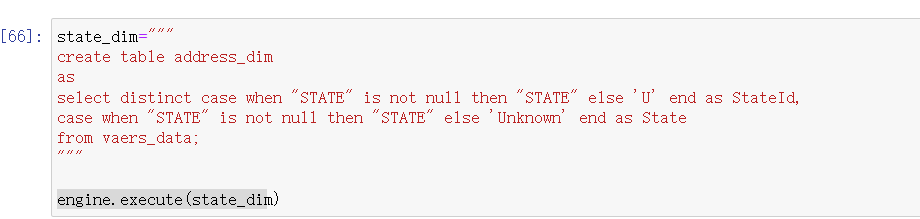 [66]: state_dim="""
create table address_dim
as
select distinct case when "STATE" is not null then "STATE" else 'U' end as StateId,
case when "STATE" is not null then "STATE" else 'Unknown' end as State
from vaers_data;
"""
engine.execute(state_dim)